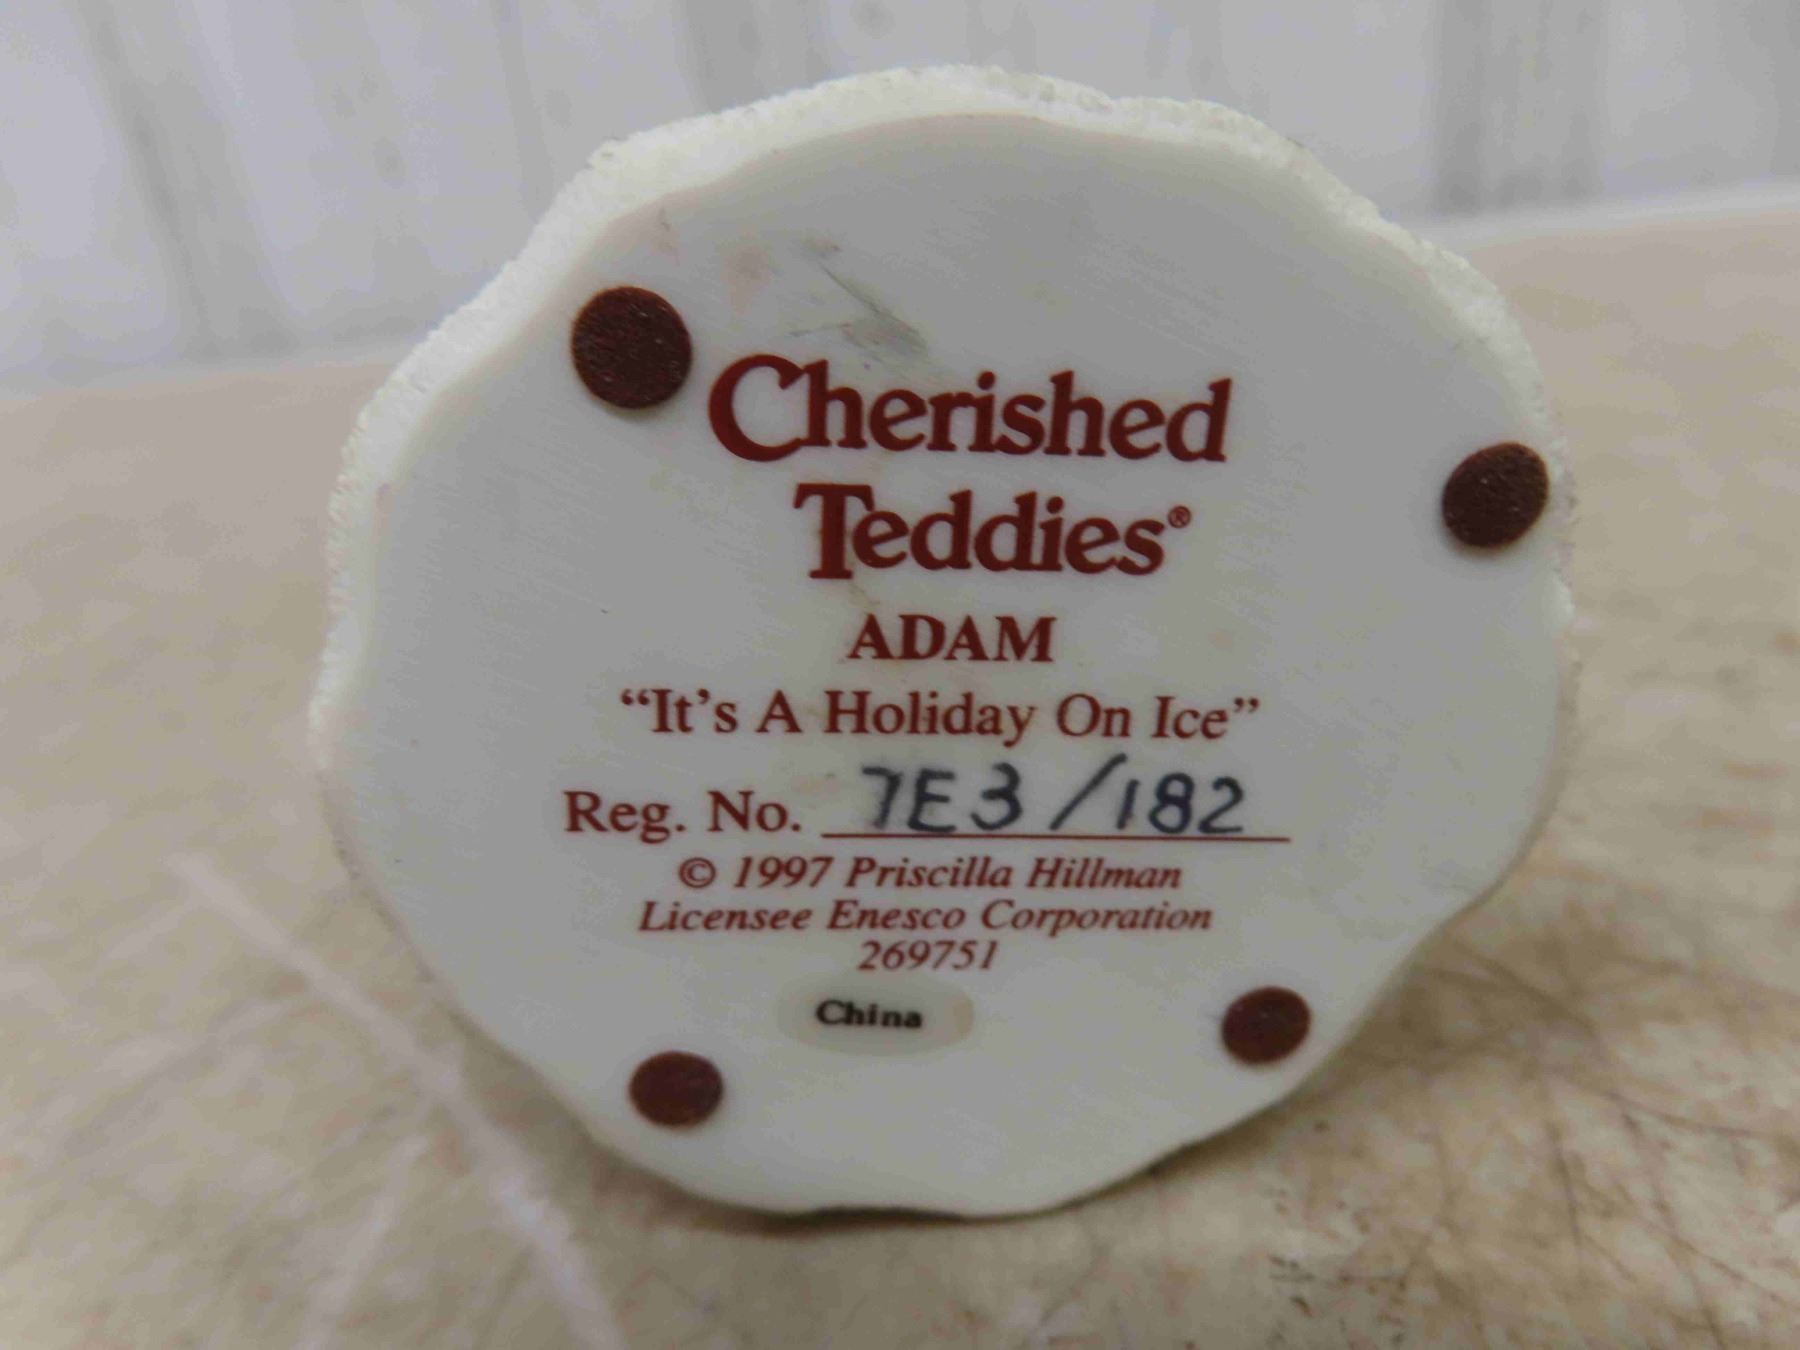 Cherished
Teddies®
ADAM
“It's A Holiday On Ice”
Reg. No. 7E3/182
© 1997 Priscilla Hillman
Licensee Enesco Corporation
269751
China